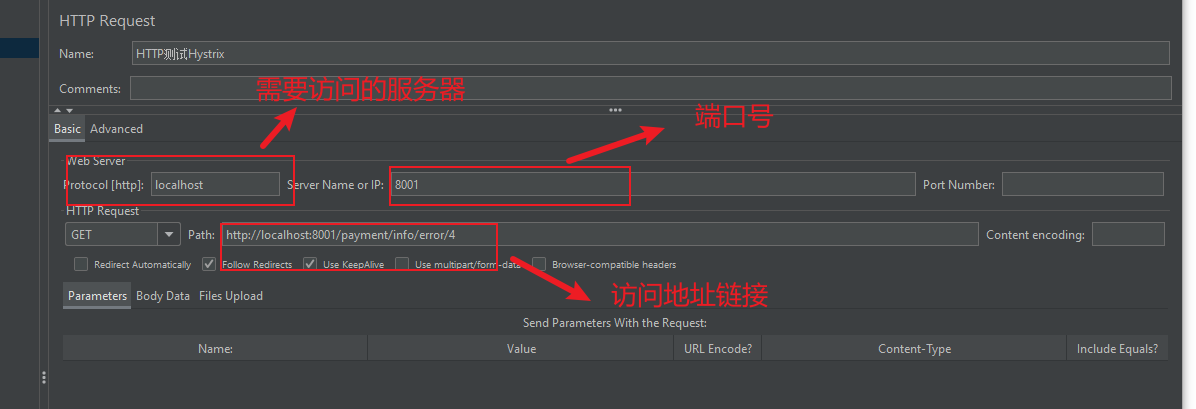 HTTP Request
Name: HTTP测试Hystrix
Comments:
需要访问的服务器
端口号
Basic Advanced
Web Server
Protocol [http]: localhost Server Name or IP: 8001 Port Number:
HTTP Request
GET Path: http://localhost:8001/payment/info/error/4 Content encoding:
Redirect Automatically Follow Redirects Use KeepAlive Use multipart/form-data Browser-compatible headers
访问地址链接
Parameters Body Data Files Upload
Send Parameters With the Request:
Name: Value URL Encode? Content-Type Include Equals?